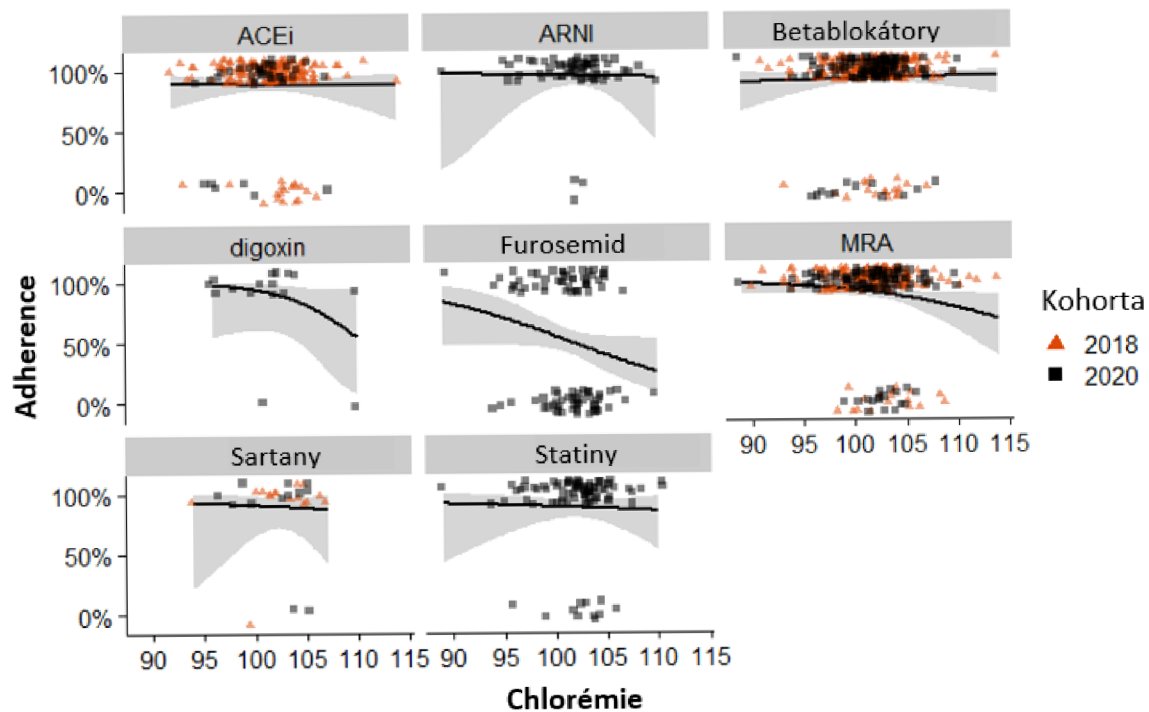 ACEi ARNI Betablokátory
100%
50%
0%
digoxin Furosemid MRA
100%
50%
0%
Adherence
Kohorta
2018
2020
90 95 100 105 110 115
Sartany Statiny
100%
50%
0%
90 95 100 105 110 115 90 95 100 105 110 115
Chlorémie